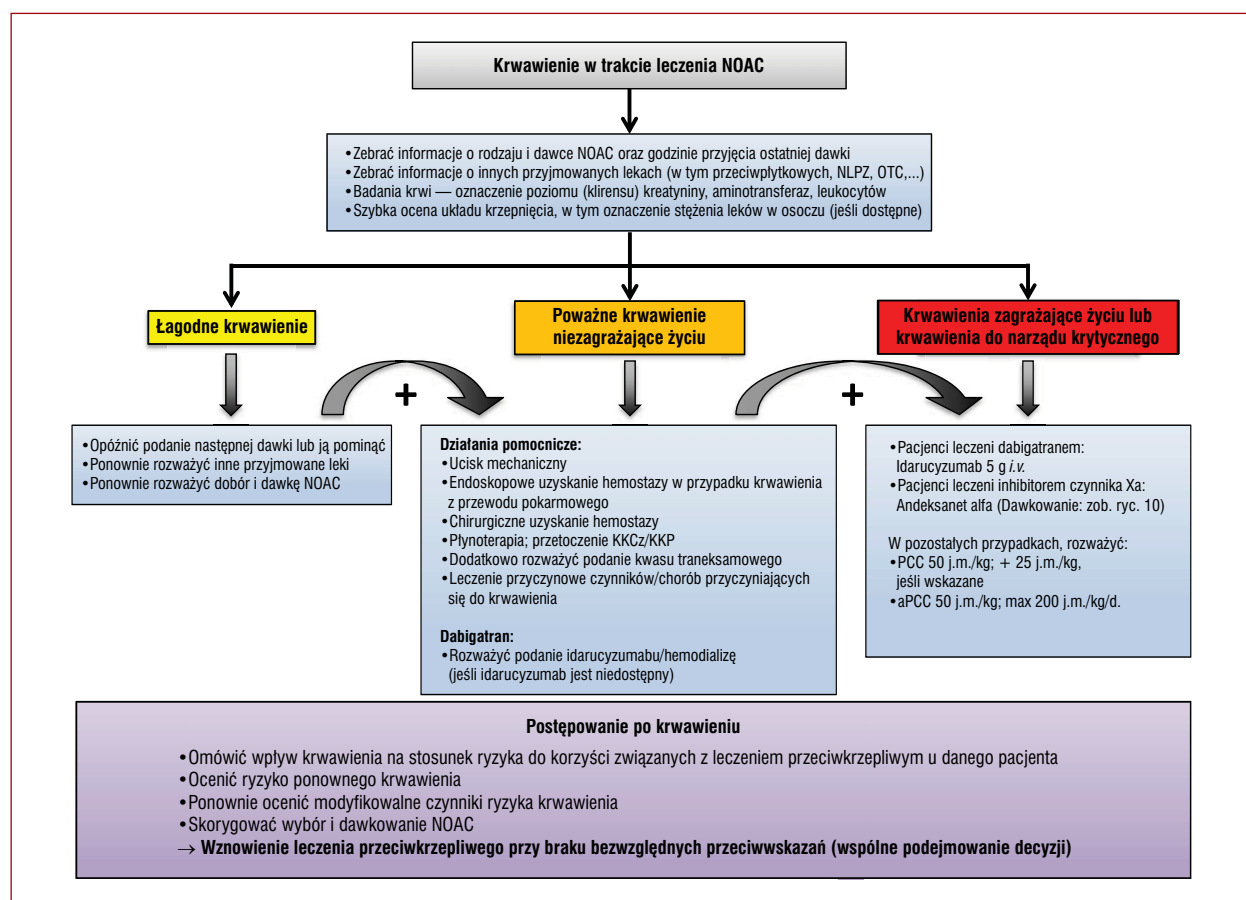 Krwawienie w trakcie leczenia NOAC
•Zebrać informacje o rodzaju i dawce NOAC oraz godzinie przyjęcia ostatniej dawki
•Zebrać informacje o innych przyjmowanych lekach (w tym przeciwpłytkowych, NLPZ, OTC,...)
•Badania krwi — oznaczenie poziomu (klirensu) kreatyniny, aminotransferaz, leukocytów
•Szybka ocena układu krzepnięcia, w tym oznaczenie stężenia leków w osoczu (jeśli dostępne)
Łagodne krwawienie
Poważne krwawienie
niezagrażające życiu
Krwawienia zagrażające życiu lub
krwawienia do narządu krytycznego
+
+
•Opóźnić podanie następnej dawki lub ją pominąć
•Ponownie rozważyć inne przyjmowane leki
•Ponownie rozważyć dobór i dawkę NOAC
Działania pomocnicze:
•Ucisk mechaniczny
•Endoskopowe uzyskanie hemostazy w przypadku krwawienia
z przewodu pokarmowego
•Chirurgiczne uzyskanie hemostazy
•Płynoterapia; przetoczenie KKCz/KKP
•Dodatkowo rozważyć podanie kwasu traneksamowego
•Leczenie przyczynowe czynników/chorób przyczyniających
się do krwawienia
Dabigatran:
•Rozważyć podanie idarucyzumabu/hemodializę
(jeśli idarucyzumab jest niedostępny)
•Pacjenci leczeni dabigatranem:
Idarucyzumab 5 g i.v.
•Pacjenci leczeni inhibitorem czynnika Xa:
Andeksanet alfa (Dawkowanie: zob. ryc. 10)
W pozostałych przypadkach, rozważyć:
•PCC 50 j.m./kg; + 25 j.m./kg,
jeśli wskazane
•aPCC 50 j.m./kg; max 200 j.m./kg/d.
Postępowanie po krwawieniu
•Omówić wpływ krwawienia na stosunek ryzyka do korzyści związanych z leczeniem przeciwkrzepliwym u danego pacjenta
•Ocenić ryzyko ponownego krwawienia
•Ponownie ocenić modyfikowalne czynniki ryzyka krwawienia
•Skorygować wybór i dawkowanie NOAC
→ Wznowienie leczenia przeciwkrzepliwego przy braku bezwzględnych przeciwwskazań (wspólne podejmowanie decyzji)